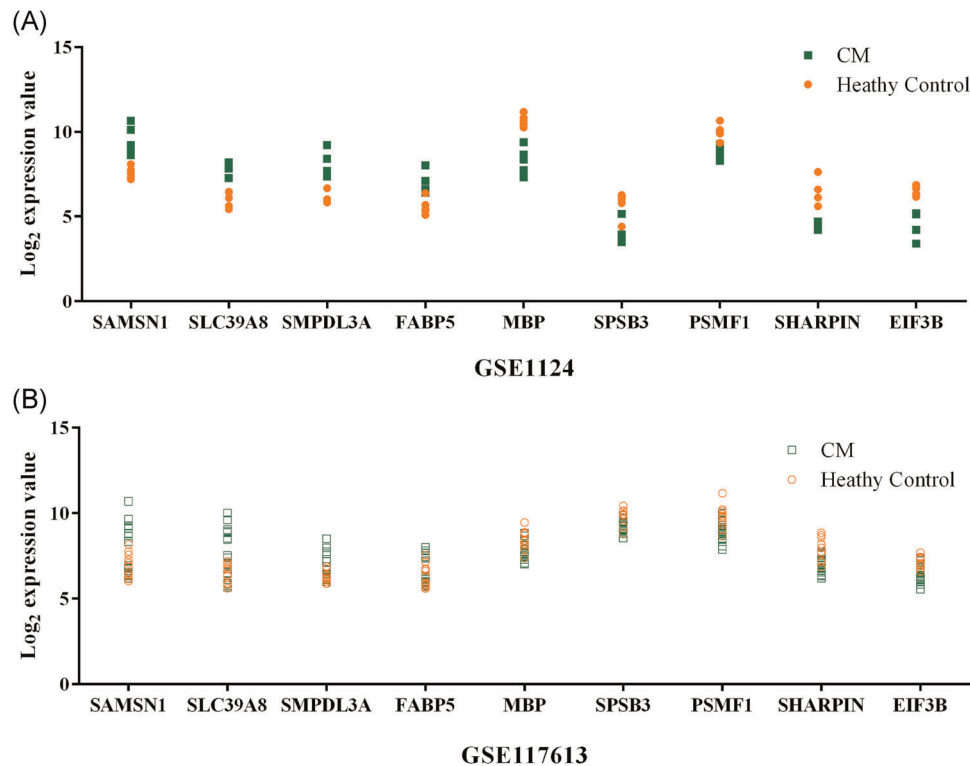 (A)
Log2 expression value
15
10
5
0
CM
Heathy Control
SAMSN1 SLC39A8 SMPDL3A FABP5 MBP SPSB3 PSMF1 SHARPIN EIF3B
GSE1124
(B)
Log2 expression value
15
10
5
0
CM
Heathy Control
SAMSN1 SLC39A8 SMPDL3A FABP5 MBP SPSB3 PSMF1 SHARPIN EIF3B
GSE117613